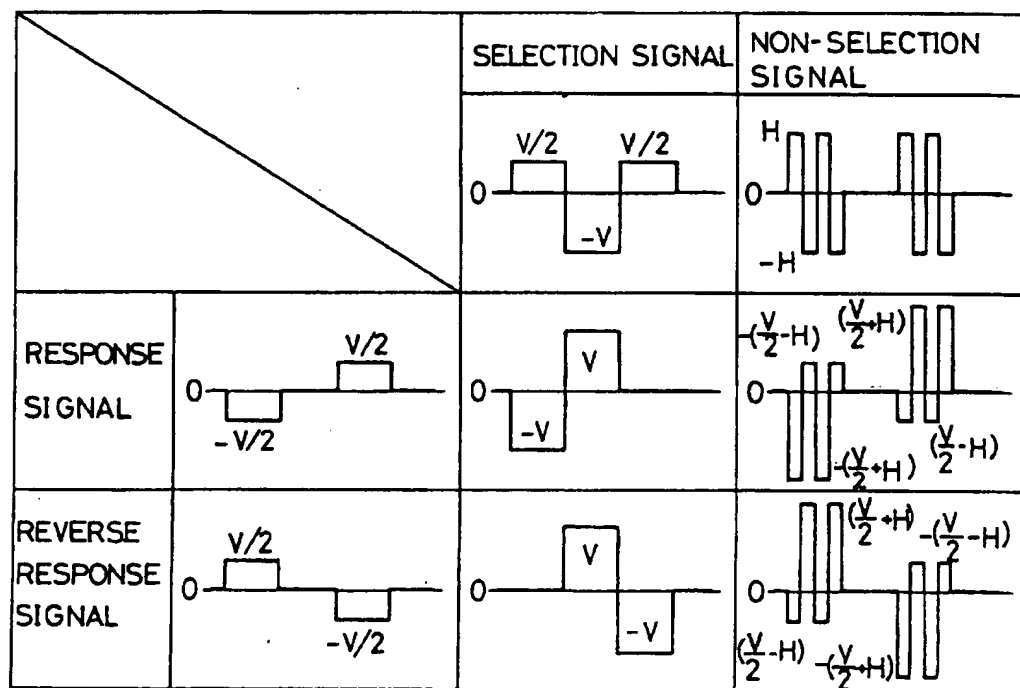 SELECTION SIGNAL
NON-SELECTION
SIGNAL
V/2
V/2
0
-V
H
0
-H
RESPONSE
SIGNAL
V/2
0
-V/2
0
V
-V
-(V/2-H)
(V/2+H)
0
-(V/2+H)
(V/2-H)
REVERSE
RESPONSE
SIGNAL
V/2
0
-V/2
0
V
-V
(V/2+H)
-(V/2-H)
0
(V/2-H)
-(V/2+H)